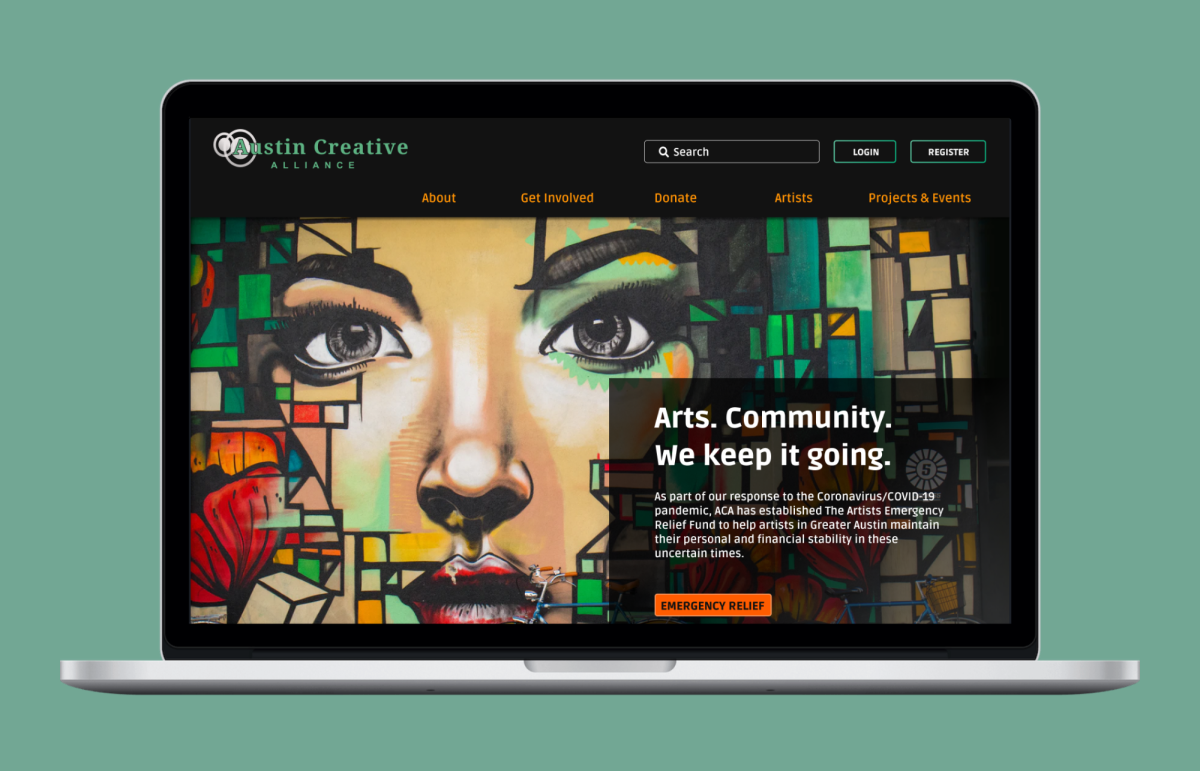 Austin Creative
ALLIANCE
Search
LOGIN
REGISTER
About
Get Involved
Donate
Artists
Projects & Events
Arts. Community.
We keep it going.
5
As part of our response to the Coronavirus/COVID-19
pandemic, ACA has established The Artists Emergency
Relief Fund to help artists in Greater Austin maintain
their personal and financial stability in these
uncertain times.
EMERGENCY RELIEF